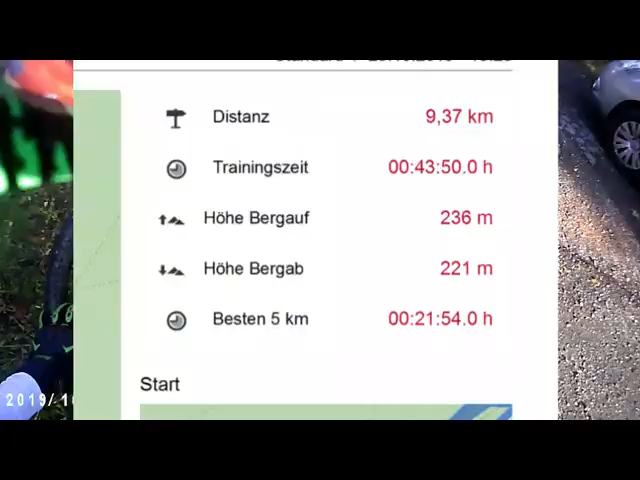 Distanz 9,37 km
Trainingszeit 00:43:50.0 h
Höhe Bergauf 236 m
Höhe Bergab 221 m
Besten 5 km 00:21:54.0 h
Start
2019/1